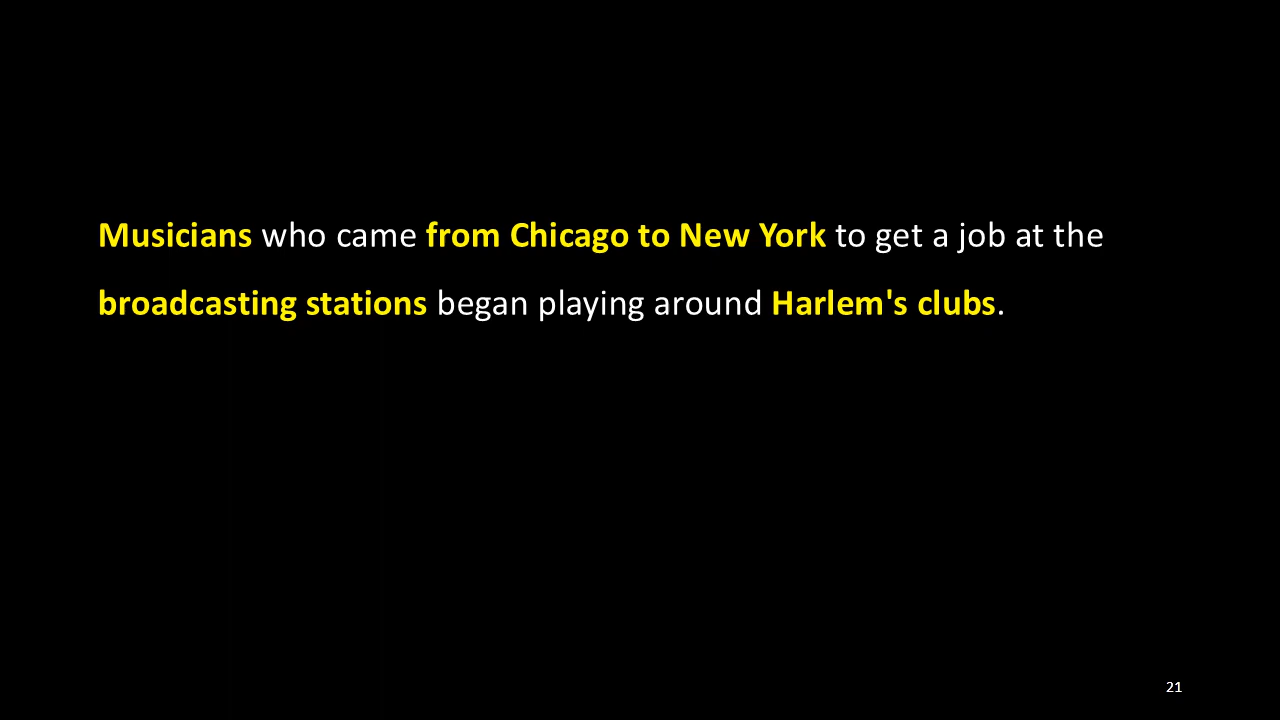 Musicians who came from Chicago to New York to get a job at the
broadcasting stations began playing around Harlem's clubs.
21